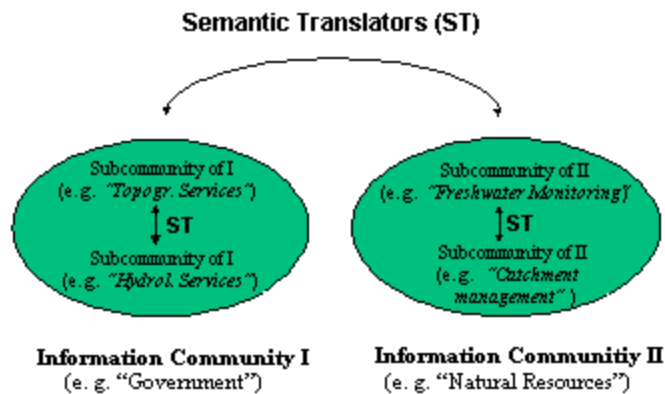 Semantic Translators (ST)
Subcommunity of I
(e. g. "Topogr. Services")
ST
Subcommunity of I
(e. g. "Hydrol. Services")
Subcommunity of II
(e. g. "Freshwater Monitoring")
ST
Subcommunity of II
(e. g. "Catchment
management" )
Information Community I
(e. g. “Government”)
Information Communitiy II
(e. g. “Natural Resources”)